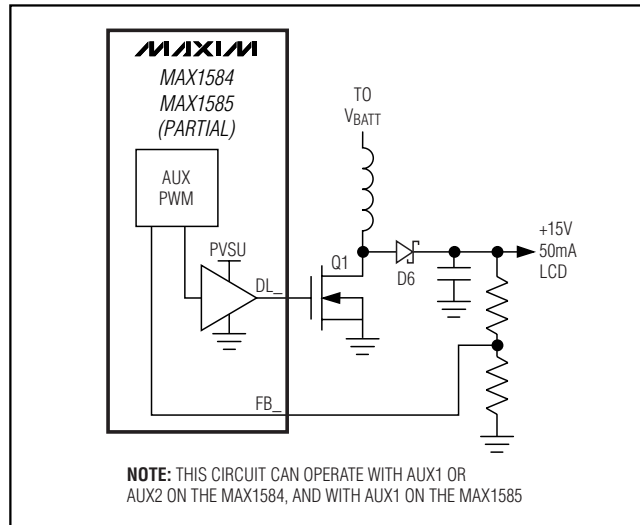 MAXIM
MAX1584
MAX1585
(PARTIAL)
AUX
PWM
PVSU
DL_
FB_
TO
VBATT
Q1
D6
+15V
50mA
LCD
NOTE: THIS CIRCUIT CAN OPERATE WITH AUX1 OR
AUX2 ON THE MAX1584, AND WITH AUX1 ON THE MAX1585